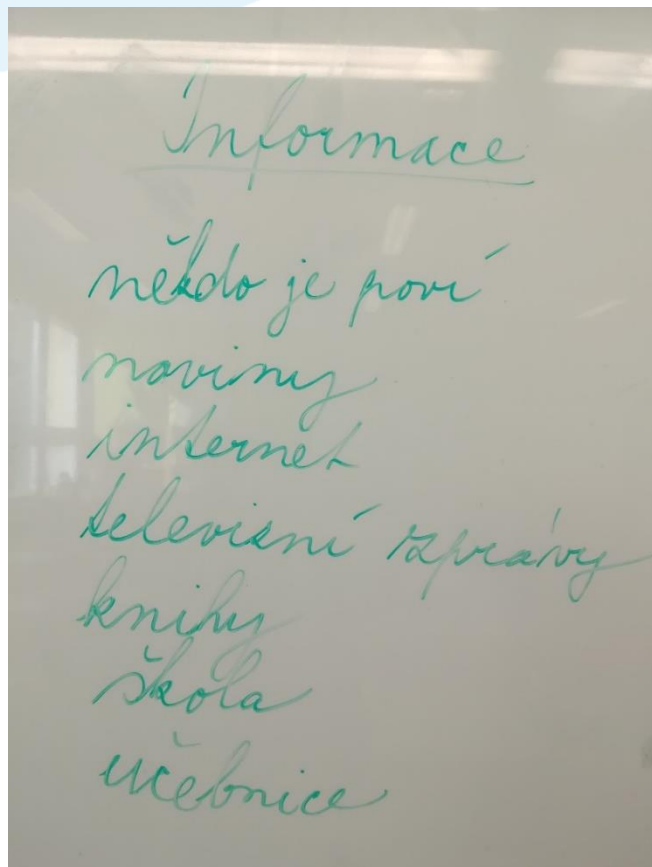 Informace
někdo je poví
noviny
internet
televizní zprávy
knihy
škola
učebnice